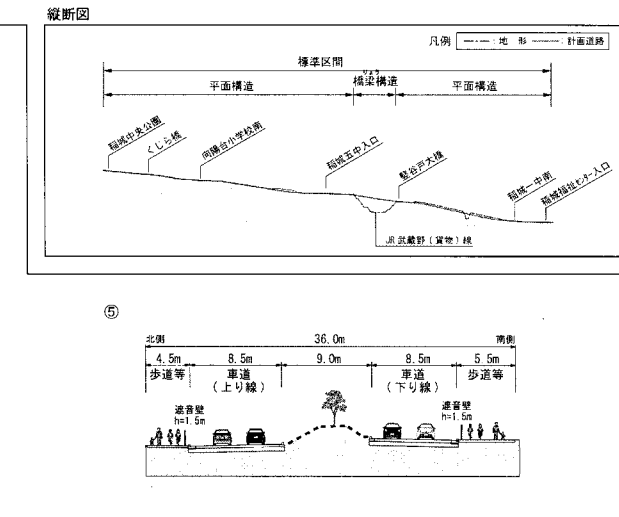 縦断図
凡例 地形 計画道路
標準区間
平面構造 橋梁構造 平面構造
りょう
稲城中央公園
くじら橋
向陽台小学校南
稲城五中入口
竪谷戸大橋
稲城一中南
稲城福祉センター入口
JR武蔵野(貨物)線
⑤
北側 36.0m 南側
4.5m 8.5m 9.0m 8.5m 5.5m
歩道等 車道 車道 歩道等
(上り線) (下り線)
遮音壁 遮音壁
h=1.5m h=1.5m